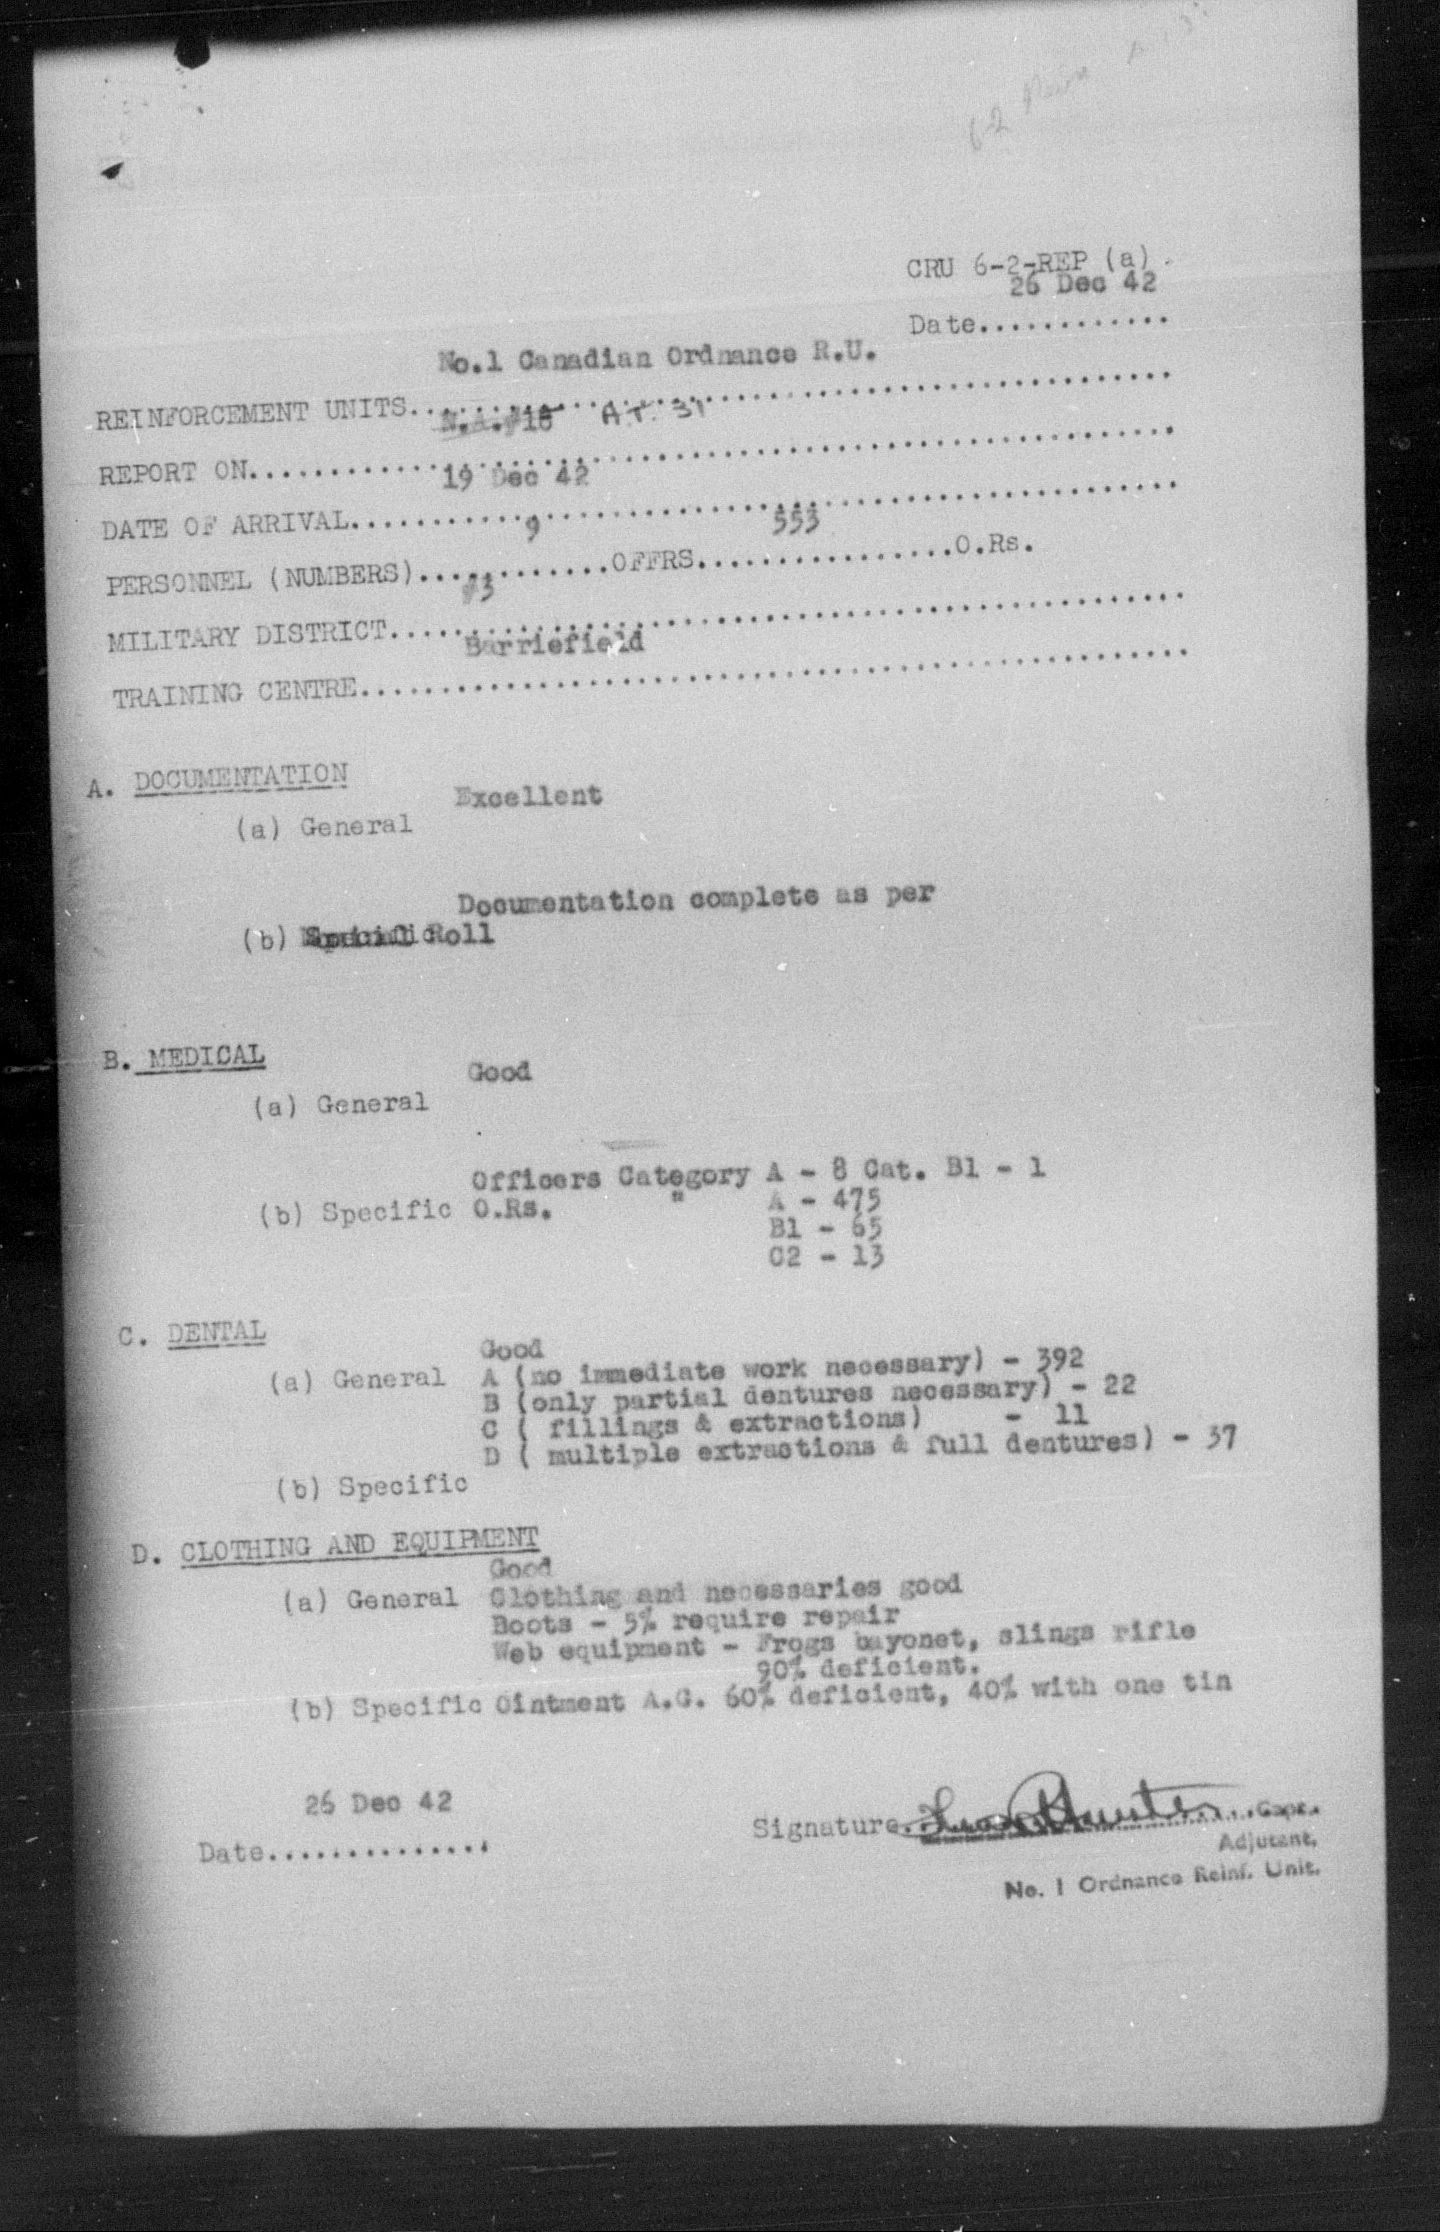 CRU 6-2-REP (a)
26 Dec 42
Date.............
No.1 Canadian Ordnance R.U.
REINFORCEMENT UNITS................................................
N.A.#18 A.T. 31
REPORT ON................................................
19 Dec 42
DATE OF ARRIVAL................................................
9 553
PERSONNEL (NUMBERS)............OFFRS................O.Rs.
#3
MILITARY DISTRICT................................................
Barriefield
TRAINING CENTRE................................................
A. DOCUMENTATION
Excellent
(a) General
Documentation complete as per
(b) Nominal Roll
B. MEDICAL
Good
(a) General
Officers Category A - 8 Cat. B1 - 1
(b) Specific O.Rs. " A - 475
B1 - 65
C2 - 13
C. DENTAL
Good
(a) General A (no immediate work necessary) - 392
B (only partial dentures necessary) - 22
C ( fillings & extractions) - 11
D ( multiple extractions & full dentures) - 37
(b) Specific
D. CLOTHING AND EQUIPMENT
Good
(a) General Clothing and necessaries good
Boots - 5% require repair
Web equipment - Frogs bayonet, slings rifle
90% deficient.
(b) Specific Ointment A.G. 60% deficient, 40% with one tin
26 Dec 42
Date..............
Signature Hunter Capt.
Adjutant,
No. 1 Ordnance Reinf. Unit.